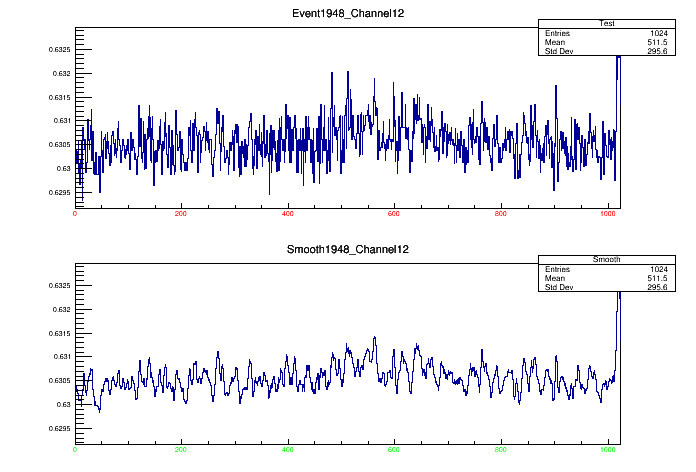 Event1948_Channel12
Test
Entries 1024
Mean 511.5
Std Dev 295.6
0.6325
0.632
0.6315
0.631
0.6305
0.63
0.6295
0 200 400 600 800 1000
Smooth1948_Channel12
Smooth
Entries 1024
Mean 511.5
Std Dev 295.6
0.6325
0.632
0.6315
0.631
0.6305
0.63
0.6295
0 200 400 600 800 1000